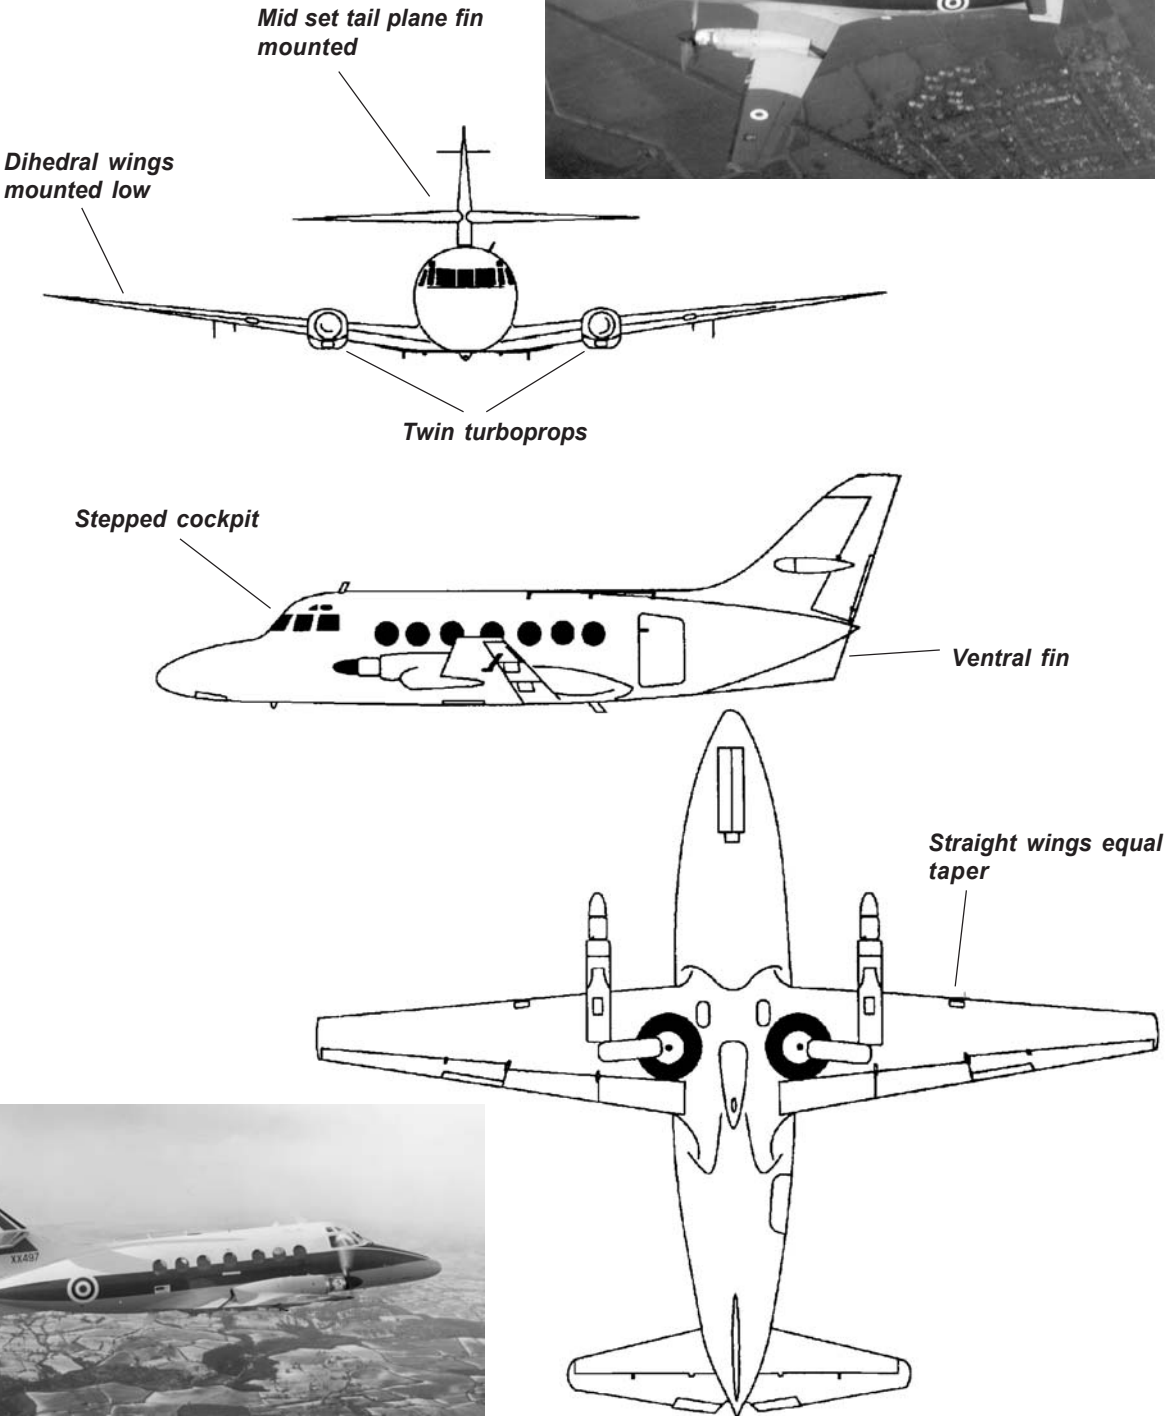 Mid set tail plane fin
mounted
Dihedral wings
mounted low
Twin turboprops
Stepped cockpit
Ventral fin
Straight wings equal
taper
XX497